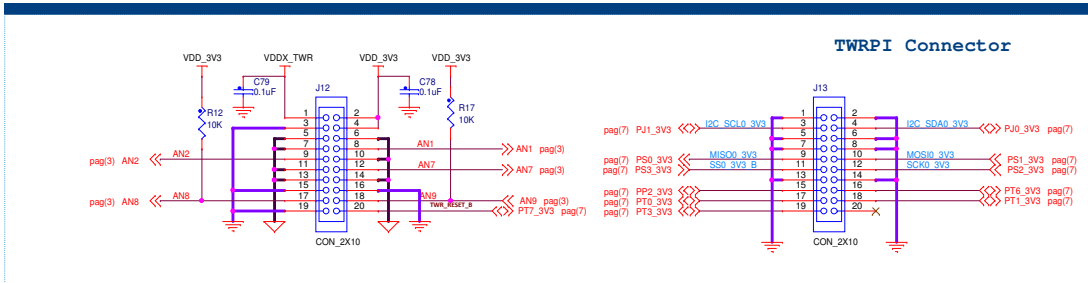 TWRPI Connector
VDD_3V3 VDDX_TWR VDD_3V3 VDD_3V3
C79
0.1uF
C78
0.1uF
R12
10K
R17
10K
J12
1 2
3 4
5 6
7 8
9 10
11 12
13 14
15 16
17 18
19 20
CON_2X10
AN1 AN1 pag(3)
pag(3) AN2 AN2
AN7 AN7 pag(3)
pag(3) AN8 AN8
AN9 AN9 pag(3)
TWR_RESET_B PT7_3V3 pag(7)
J13
1 2
pag(7) PJ1_3V3 I2C_SCL0_3V3 3 4 I2C_SDA0_3V3 PJ0_3V3 pag(7)
5 6
7 8
pag(7) PS0_3V3 MISO0_3V3 9 10 MOSI0_3V3 PS1_3V3 pag(7)
pag(7) PS3_3V3 SS0_3V3_B 11 12 SCK0_3V3 PS2_3V3 pag(7)
13 14
15 16
pag(7) PP2_3V3 PT6_3V3 pag(7)
pag(7) PT0_3V3 17 18 PT1_3V3 pag(7)
pag(7) PT3_3V3 19 20
CON_2X10